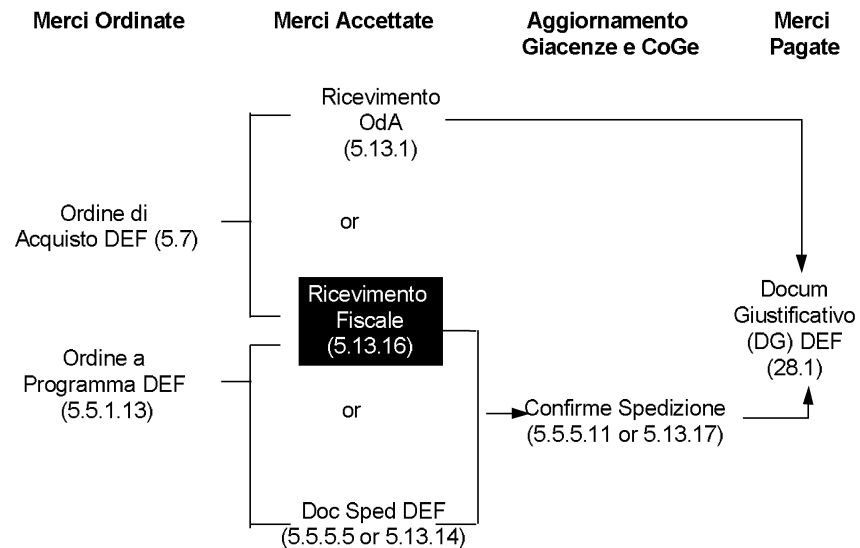 Merci Ordinate
Merci Accettate
Aggiornamento
Giacenze e CoGe
Merci
Pagate
Ricevimento
OdA
(5.13.1)
Ordine di
Acquisto DEF (5.7)
or
Ricevimento
Fiscale
(5.13.16)
Docum
Giustificativo
(DG) DEF
(28.1)
Ordine a
Programma DEF
(5.5.1.13)
or
Confirme Spedizione
(5.5.5.11 or 5.13.17)
Doc Sped DEF
(5.5.5.5 or 5.13.14)